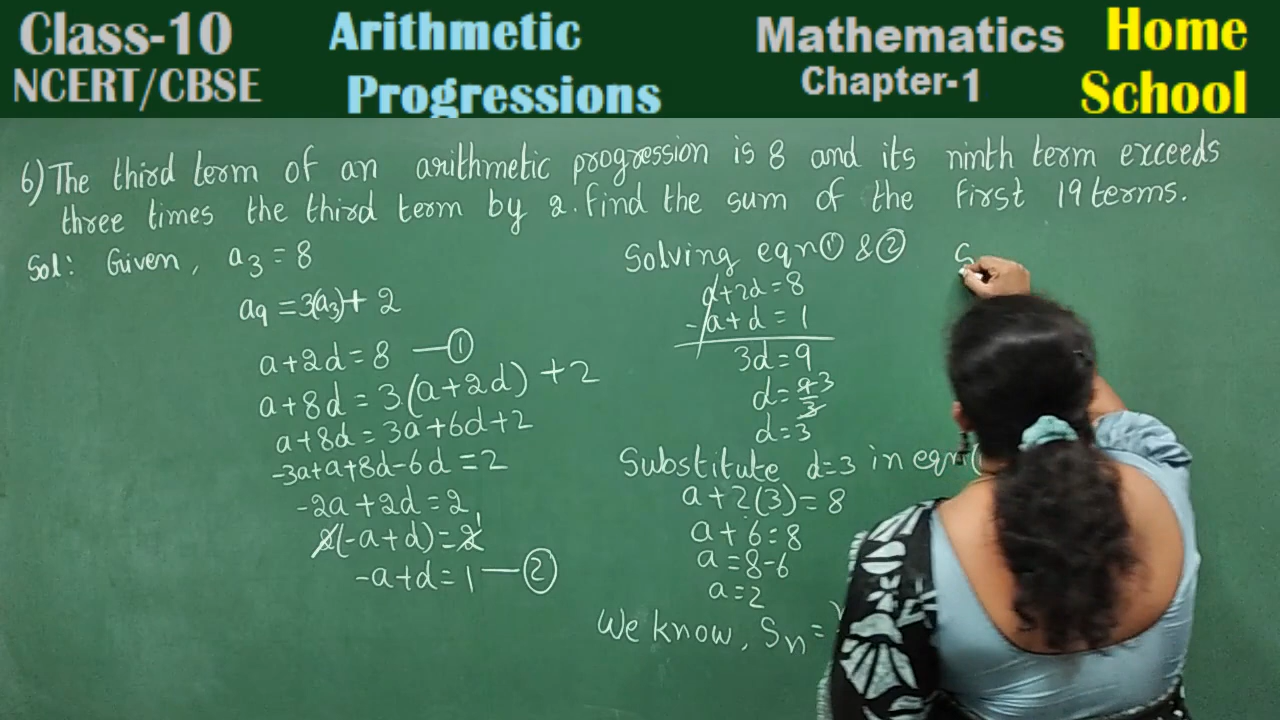 Class-10
NCERT/CBSE
Arithmetic
Progressions
Mathematics
Chapter-1
Home
School
6) The third term of an arithmetic progression is 8 and its ninth term exceeds
three times the third term by 2. Find the sum of the first 19 terms.
Sol: Given, a₃ = 8
a₉ = 3(a₃) + 2
a+2d = 8 —①
a+8d = 3(a+2d) +2
a+8d = 3a+6d+2
-3a+a+8d-6d = 2
-2a+2d = 2
2(-a+d) = 2 1
-a+d = 1 —②
Solving eqn① & ②
a+2d = 8
-a+d = 1
3d = 9
d = 9/3 3
d = 3
Substitute d=3 in eqn
a+2(3) = 8
a+6 = 8
a = 8-6
a = 2
We know, Sₙ =
S